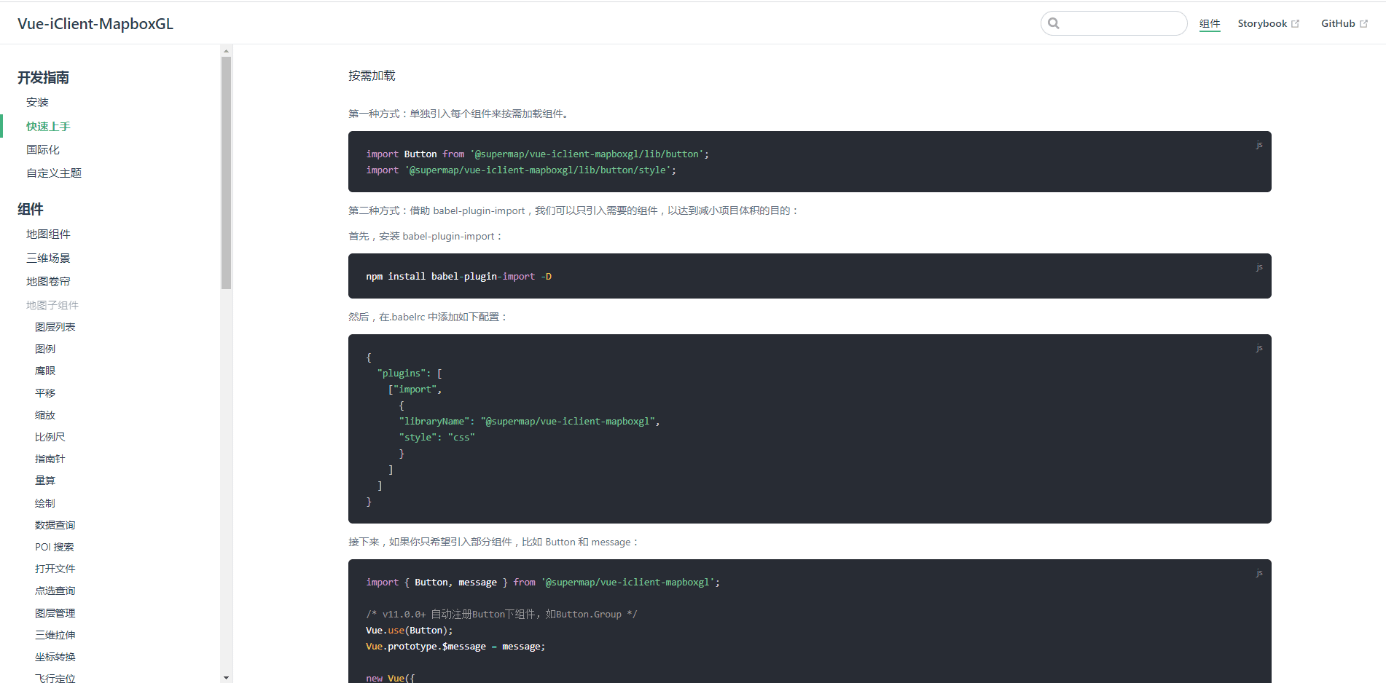 Vue-iClient-MapboxGL
组件
Storybook
GitHub
开发指南
安装
快速上手
国际化
自定义主题
组件
地图组件
三维场景
地图卷帘
地图子组件
图层列表
图例
鹰眼
平移
缩放
比例尺
指南针
量算
绘制
数据查询
POI 搜索
打开文件
点选查询
图层管理
三维拉伸
坐标转换
飞行定位
按需加载
第一种方式：单独引入每个组件来按需加载组件。
js
import Button from '@supermap/vue-iclient-mapboxgl/lib/button';
import '@supermap/vue-iclient-mapboxgl/lib/button/style';
第二种方式：借助 babel-plugin-import，我们可以只引入需要的组件，以达到减小项目体积的目的：
首先，安装 babel-plugin-import：
js
npm install babel-plugin-import -D
然后，在.babelrc 中添加如下配置：
js
{
"plugins": [
["import",
{
"libraryName": "@supermap/vue-iclient-mapboxgl",
"style": "css"
}
]
]
}
接下来，如果你只希望引入部分组件，比如 Button 和 message：
js
import { Button, message } from '@supermap/vue-iclient-mapboxgl';
/* v11.0.0+ 自动注册Button下组件，如Button.Group */
Vue.use(Button);
Vue.prototype.$message = message;
new Vue({